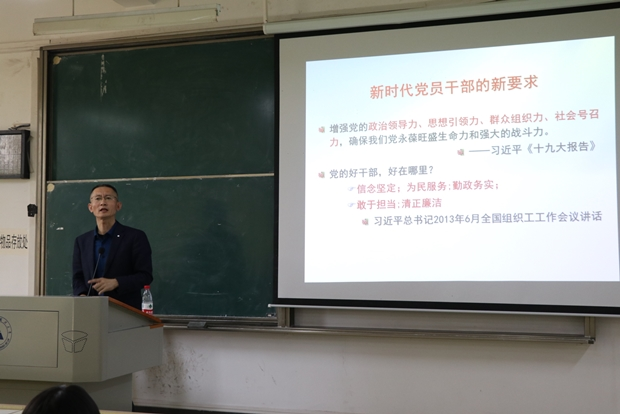 新时代党员干部的新要求
增强党的政治领导力、思想引领力、群众组织力、社会号召
力，确保我们党永葆旺盛生命力和强大的战斗力。
——习近平《十九大报告》
党的好干部，好在哪里？
信念坚定；为民服务;勤政务实；
敢于担当;清正廉洁
习近平总书记2013年6月全国组织工工作会议讲话
物品存放处